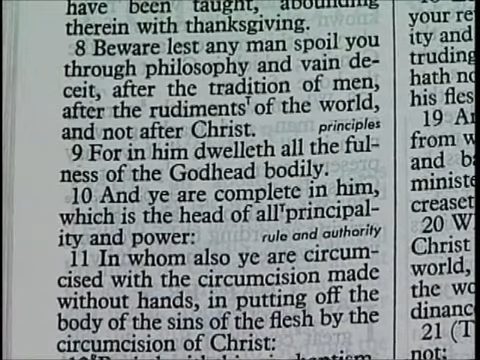 have been taught, abounding
therein with thanksgiving.
8 Beware lest any man spoil you
through philosophy and vain de-
ceit, after the tradition of men,
after the rudiments of the world,
and not after Christ. principles
9 For in him dwelleth all the ful-
ness of the Godhead bodily.
10 And ye are complete in him,
which is the head of all principal-
ity and power: rule and authority
11 In whom also ye are circum-
cised with the circumcision made
without hands, in putting off the
body of the sins of the flesh by the
circumcision of Christ:
your
ity and
truding
hath
his
19
from
and
20
Christ
world,
the
21 (T
not: